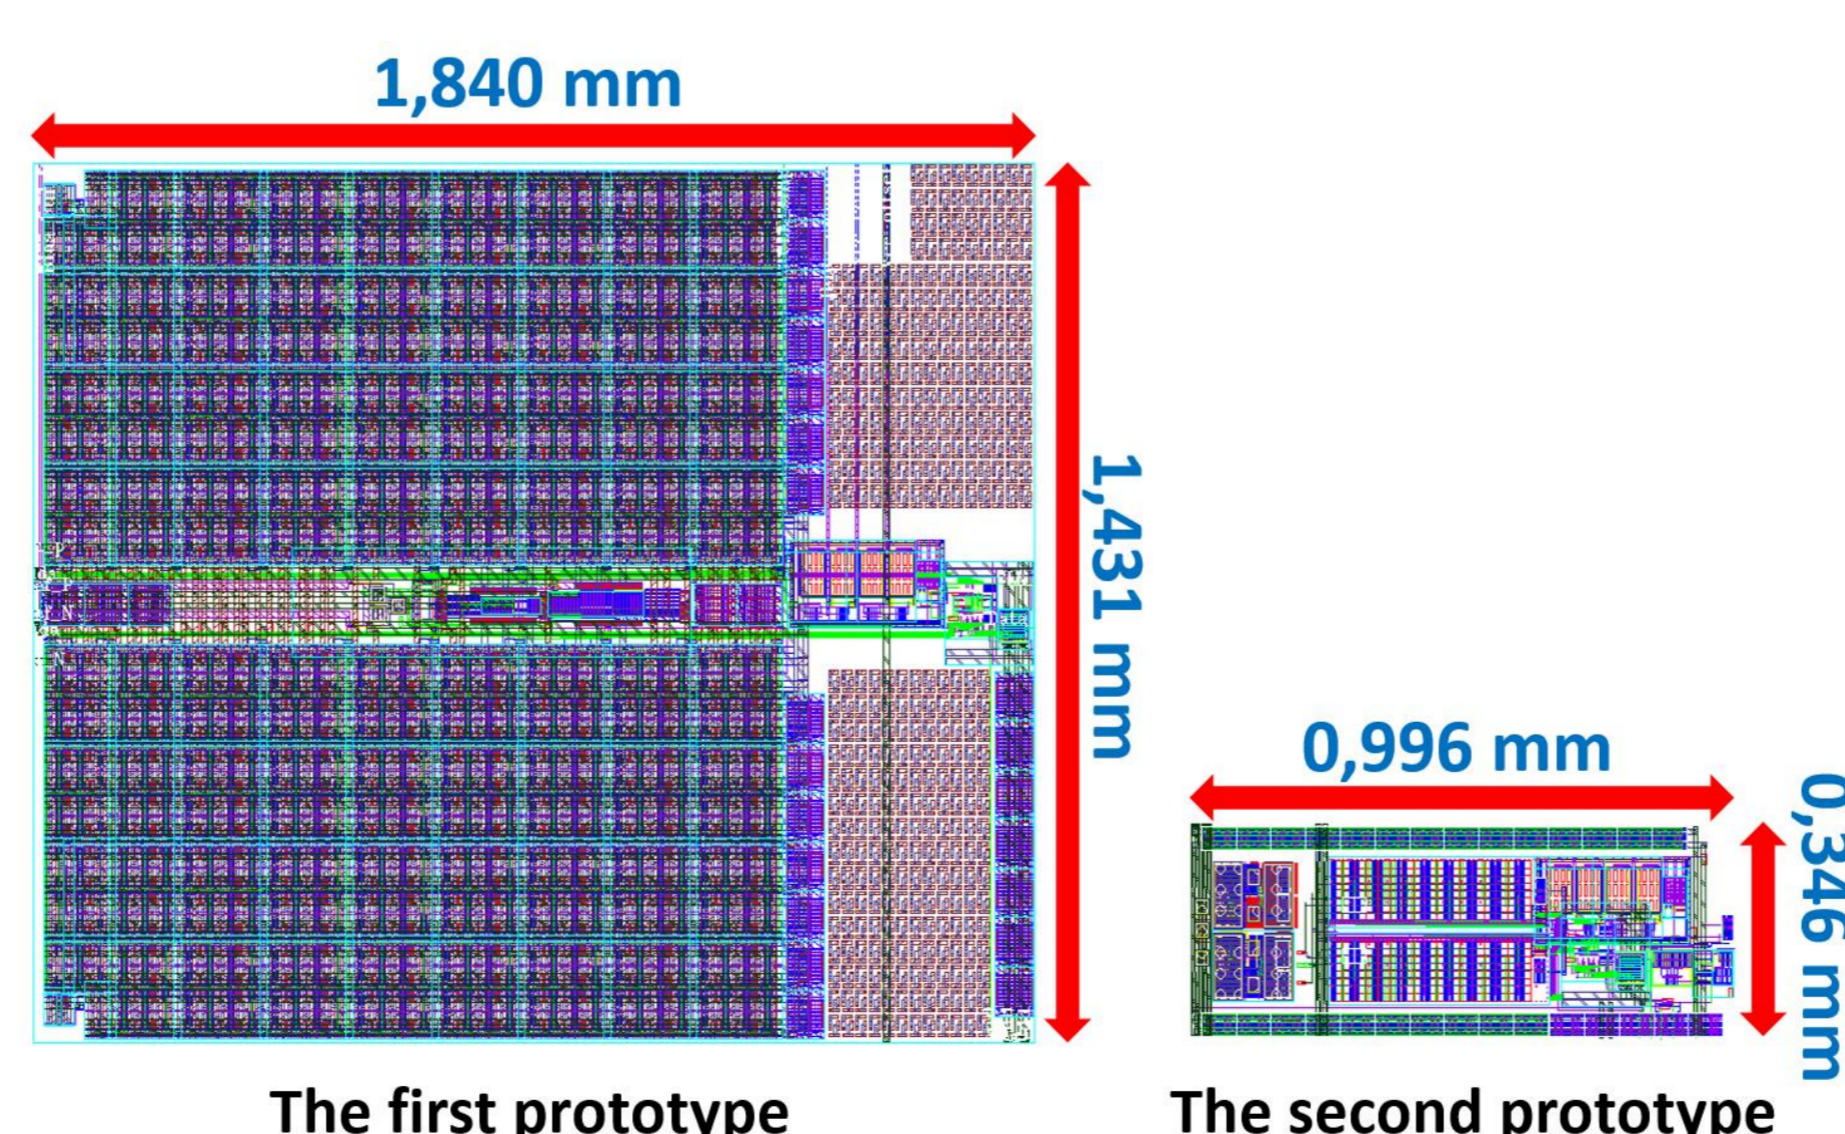 1,840 mm
1,431 mm
0,996 mm
0,346 mm
The first prototype
The second prototype